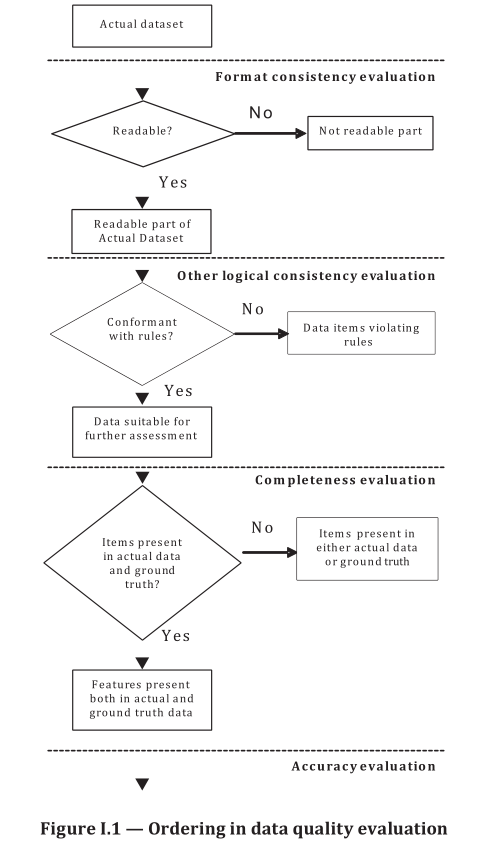 Actual dataset
Format consistency evaluation
No
Readable?
Not readable part
Yes
Readable part of
Actual Dataset
Other logical consistency evaluation
No
Conformant
with rules?
Data items violating
rules
Yes
Data suitable for
further assessment
Completeness evaluation
No
Items present
in actual data
and ground
truth?
Items present in
either actual data
or ground truth
Yes
Features present
both in actual and
ground truth data
Accuracy evaluation
Figure I.1 — Ordering in data quality evaluation